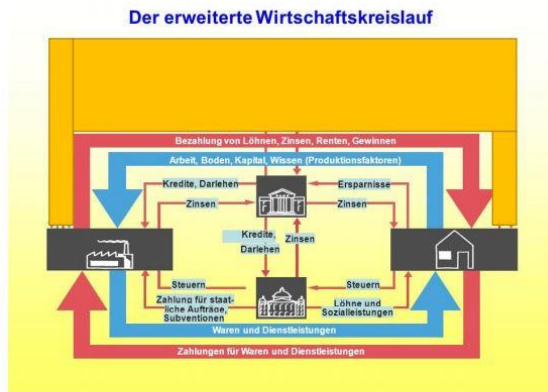 Der erweiterte Wirtschaftskreislauf
Bezahlung von Löhnen, Zinsen, Renten, Gewinnen
Arbeit, Boden, Kapital, Wissen (Produktionsfaktoren)
Kredite, Darlehen
Ersparnisse
Zinsen
Zinsen
Kredite,
Darlehen
Zinsen
Steuern
Steuern
Zahlung für staat-
liche Aufträge,
Subventionen
Löhne und
Sozialleistungen
Waren und Dienstleistungen
Zahlungen für Waren und Dienstleistungen